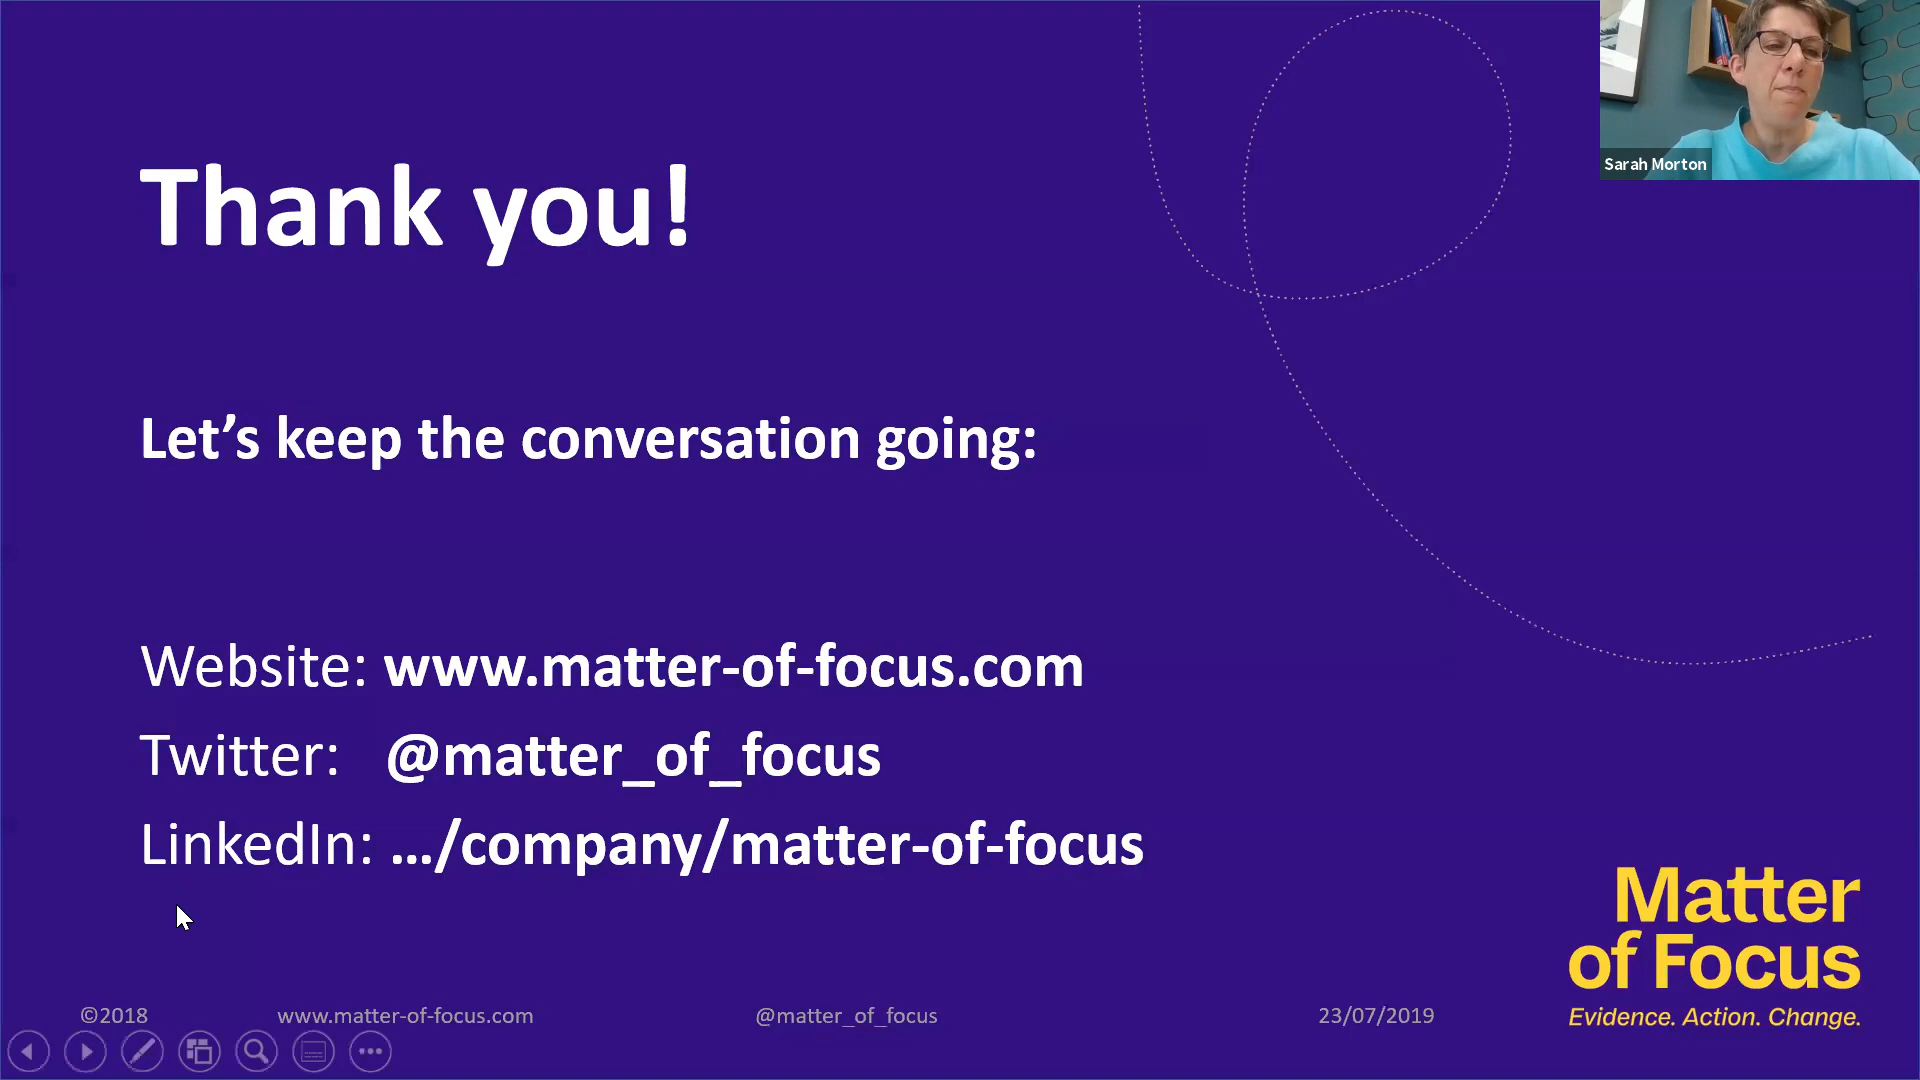 Sarah Morton
Thank you!
Let’s keep the conversation going:
Website: www.matter-of-focus.com
Twitter: @matter_of_focus
LinkedIn: .../company/matter-of-focus
Matter
of Focus
Evidence. Action. Change.
©2018 www.matter-of-focus.com @matter_of_focus 23/07/2019